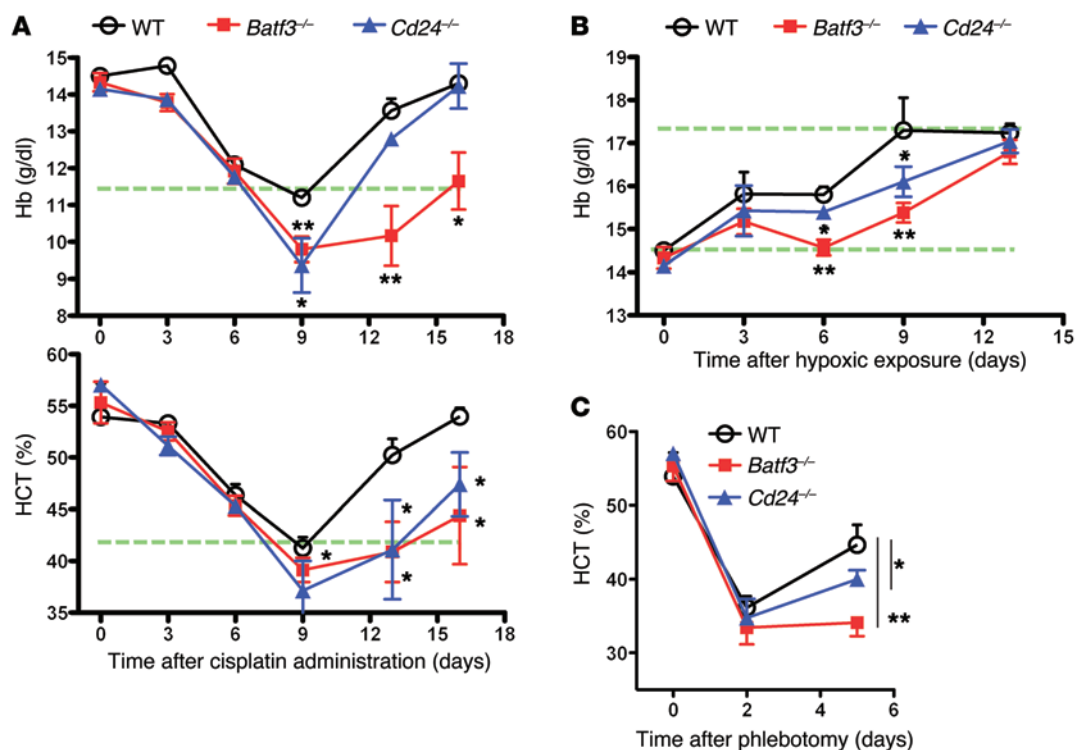 A
WT Batf3–/– Cd24–/–
15
14
13
12
11
10
9
8
Hb (g/dl)
**
*
**
*
0 3 6 9 12 15 18
60
55
50
45
40
35
HCT (%)
*
*
*
*
*
0 3 6 9 12 15 18
Time after cisplatin administration (days)
B
WT Batf3–/– Cd24–/–
19
18
17
16
15
14
13
Hb (g/dl)
*
*
**
**
0 3 6 9 12 15
Time after hypoxic exposure (days)
C
WT
Batf3–/–
Cd24–/–
60
50
40
30
HCT (%)
*
**
0 2 4 6
Time after phlebotomy (days)